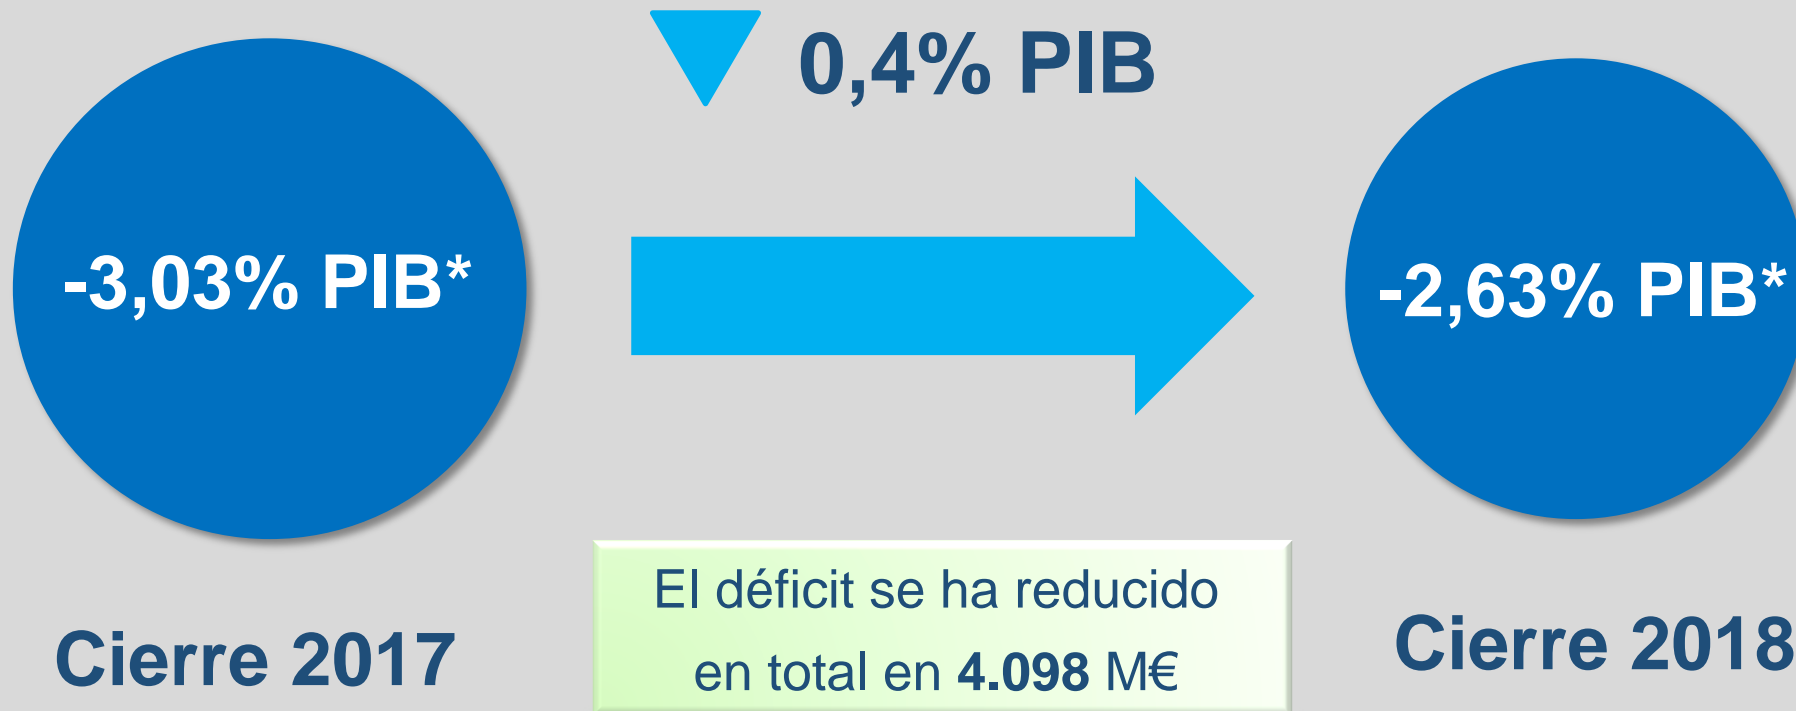 0,4% PIB
-3,03% PIB*
-2,63% PIB*
El déficit se ha reducido
en total en 4.098 M€
Cierre 2017
Cierre 2018